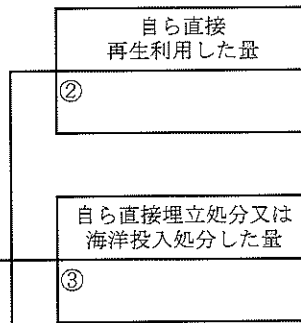 自ら直接
再生利用した量
②
自ら直接埋立処分又は
海洋投入処分した量
③